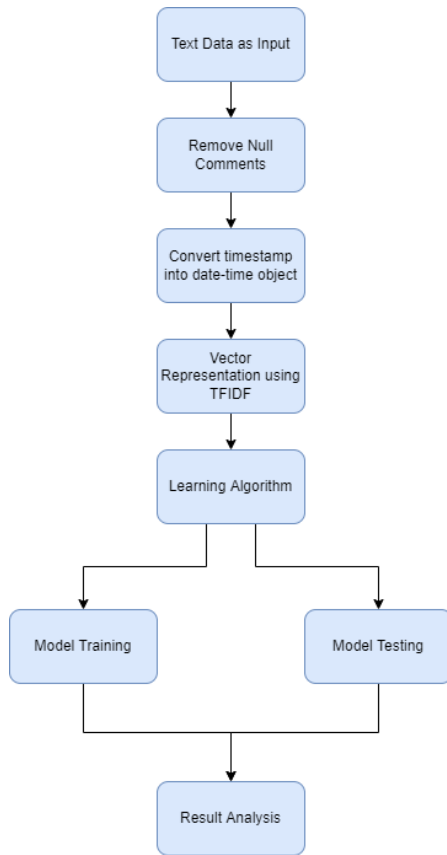 Text Data as Input
Remove Null
Comments
Convert timestamp
into date-time object
Vector
Representation using
TFIDF
Learning Algorithm
Model Training
Model Testing
Result Analysis